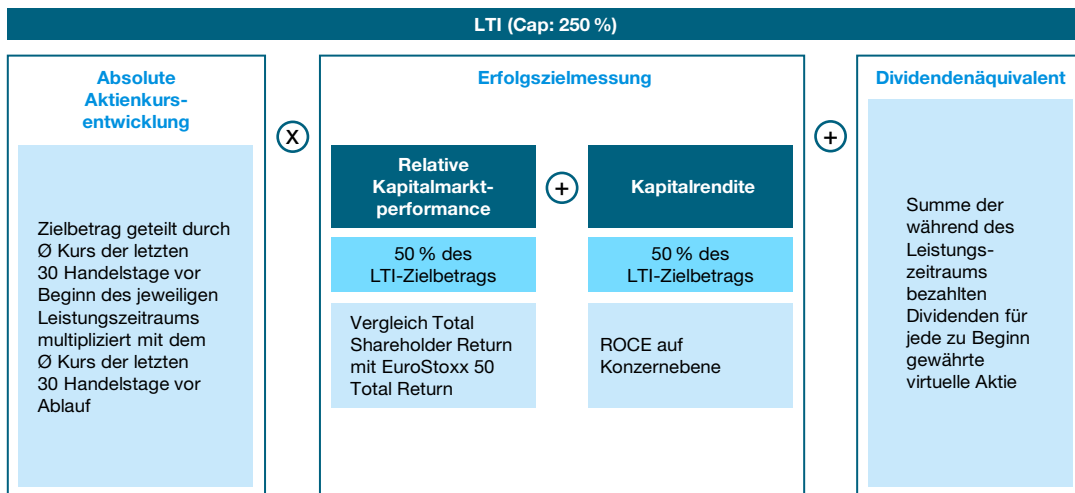 LTI (Cap: 250 %)
Absolute
Aktienkurs-
entwicklung
Zielbetrag geteilt durch
Ø Kurs der letzten
30 Handelstage vor
Beginn des jeweiligen
Leistungszeitraums
multipliziert mit dem
Ø Kurs der letzten
30 Handelstage vor
Ablauf
x
Erfolgszielmessung
Relative
Kapitalmarkt-
performance
50 % des
LTI-Zielbetrags
Vergleich Total
Shareholder Return
mit EuroStoxx 50
Total Return
+
Kapitalrendite
50 % des
LTI-Zielbetrags
ROCE auf
Konzernebene
+
Dividendenäquivalent
Summe der
während des
Leistungs-
zeitraums
bezahlten
Dividenden für
jede zu Beginn
gewährte
virtuelle Aktie